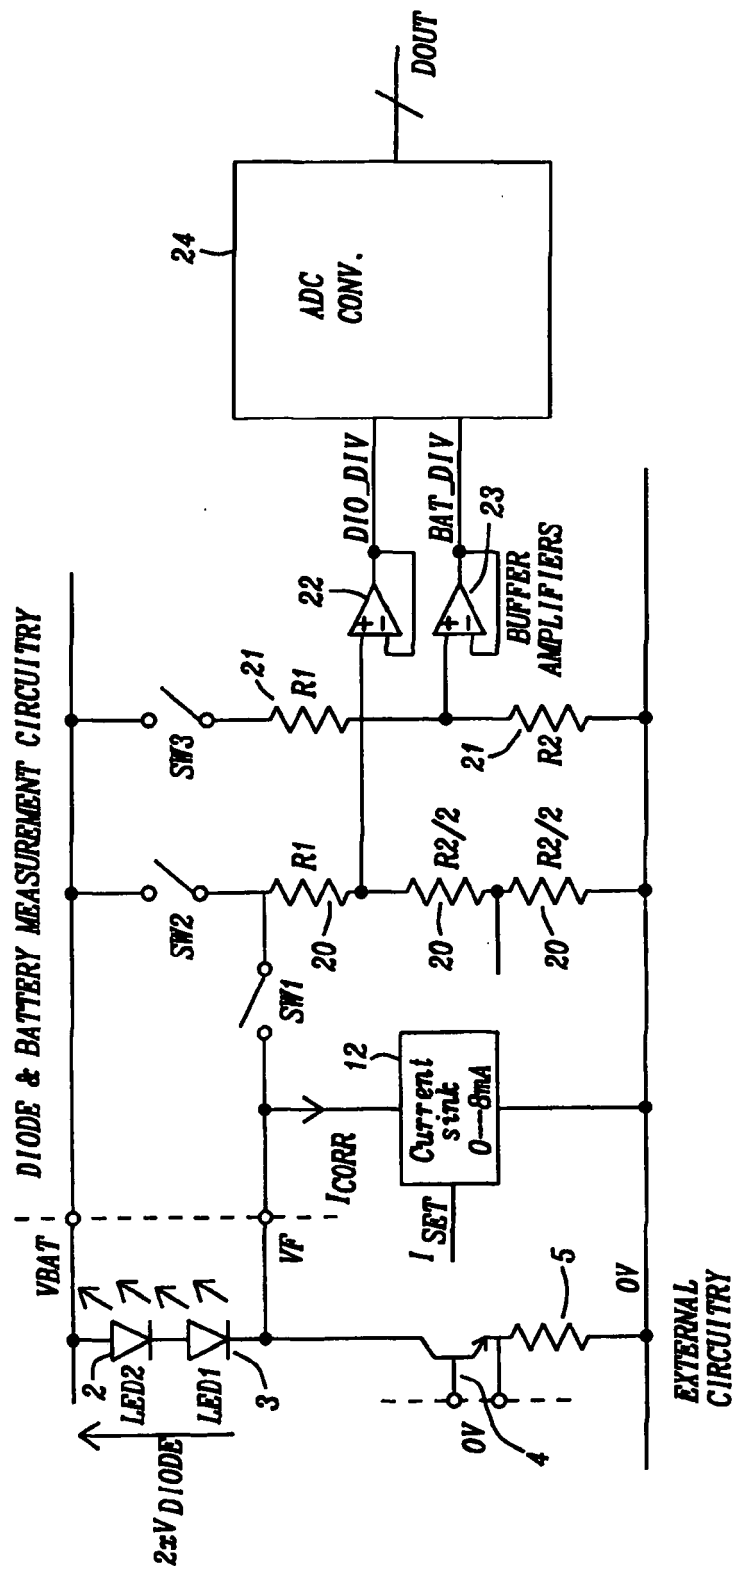 DIODE & BATTERY MEASUREMENT CIRCUITRY
VBAT
2xVDIODE
2
LED2
LED1
3
VF
ICORR
SW1
SW2
SW3
20
R1
21
R1
20
R2/2
20
R2/2
21
R2
12
Current
sink
0---8mA
I SET
0V
4
5
0V
EXTERNAL
CIRCUITRY
22
+
-
23
+
-
BUFFER
AMPLIFIERS
DIO_DIV
BAT_DIV
24
ADC
CONV.
DOUT